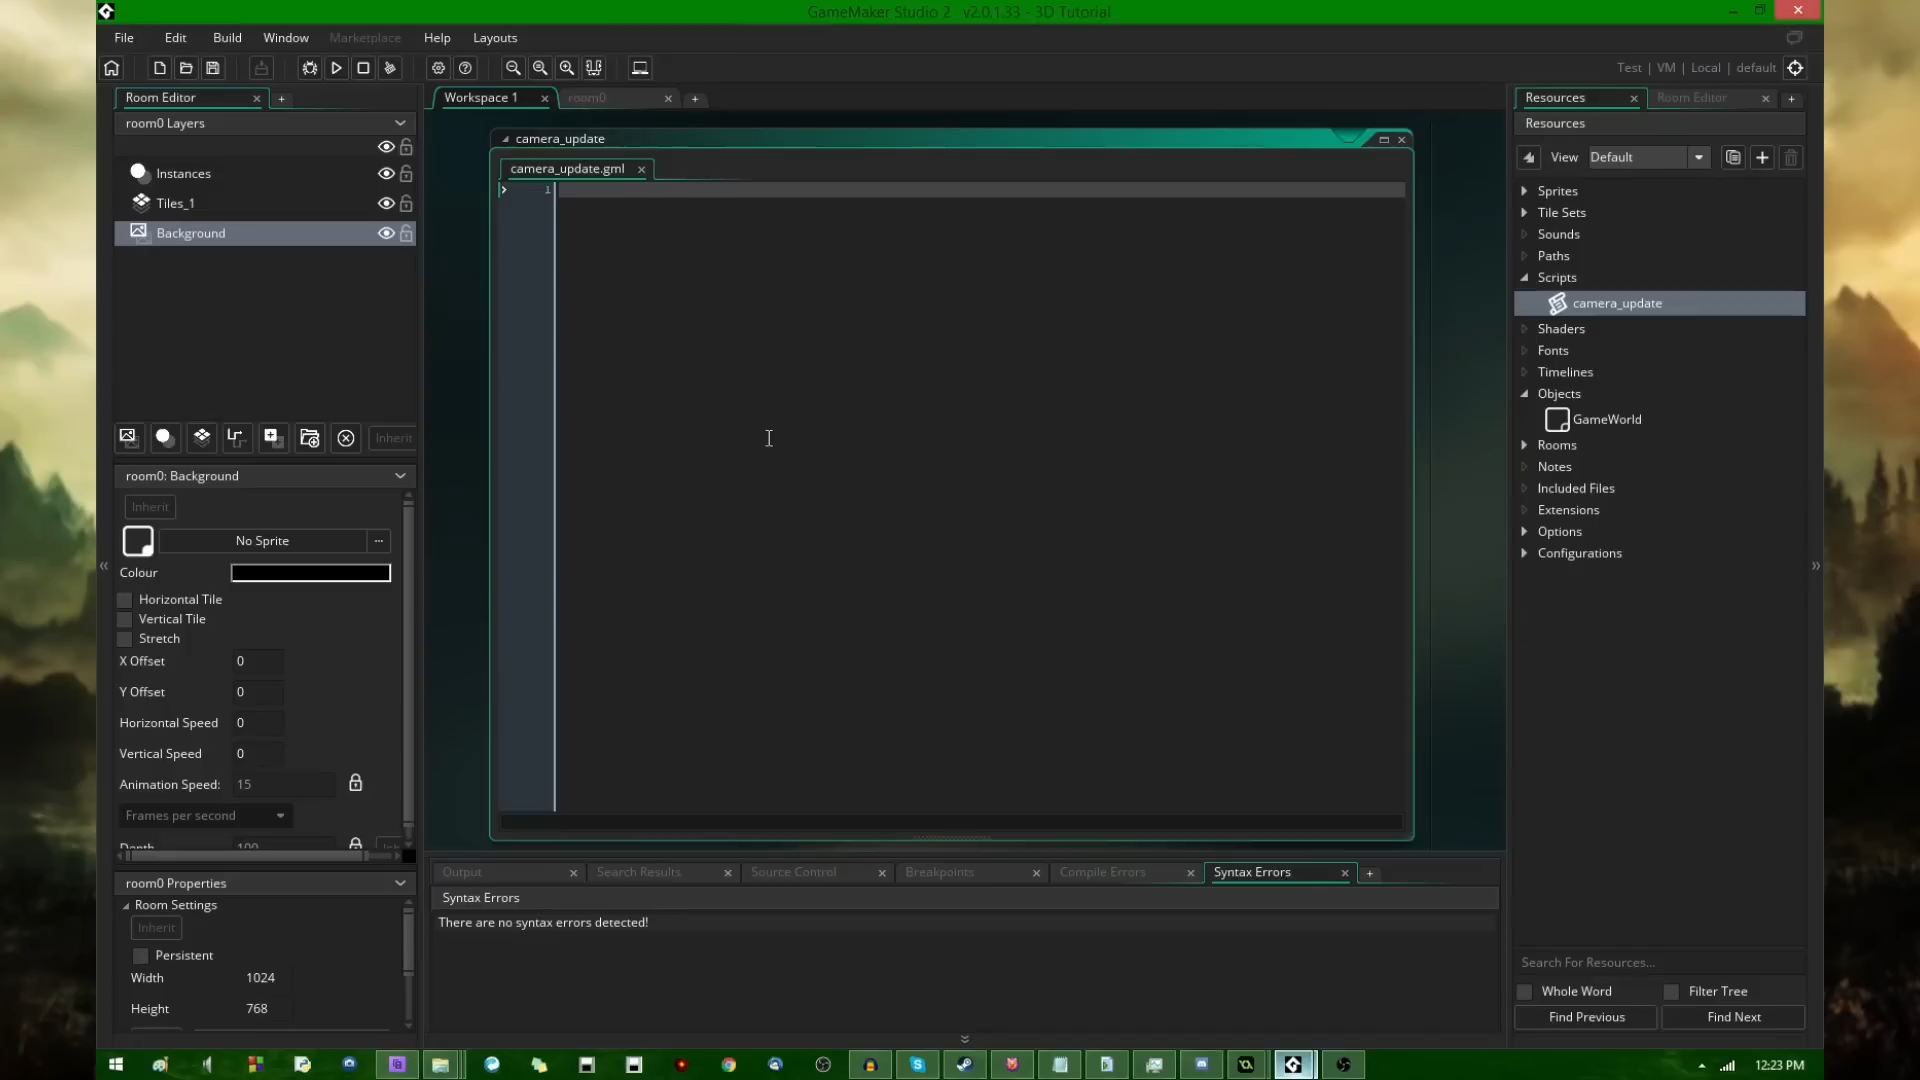 GameMaker Studio 2   v2.0.1.33 - 3D Tutorial
File Edit Build Window Marketplace Help Layouts
Test | VM | Local | default
Room Editor
room0 Layers
Instances
Tiles_1
Background
Inherit
room0: Background
Inherit
No Sprite ...
Colour
Horizontal Tile
Vertical Tile
Stretch
X Offset 0
Y Offset 0
Horizontal Speed 0
Vertical Speed 0
Animation Speed: 15
Frames per second
Depth 100
room0 Properties
Room Settings
Inherit
Persistent
Width 1024
Height 768
Workspace 1 room0
camera_update
camera_update.gml
1
Output Search Results Source Control Breakpoints Compile Errors Syntax Errors
Syntax Errors
There are no syntax errors detected!
Resources Room Editor
Resources
View Default
Sprites
Tile Sets
Sounds
Paths
Scripts
camera_update
Shaders
Fonts
Timelines
Objects
GameWorld
Rooms
Notes
Included Files
Extensions
Options
Configurations
Search For Resources...
Whole Word Filter Tree
Find Previous Find Next
12:23 PM